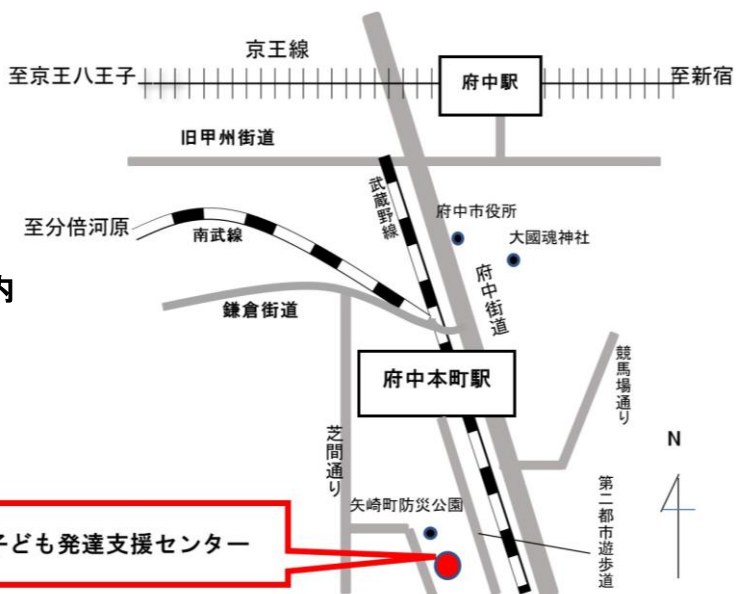 京王線
至京王八王子
府中駅
至新宿
旧甲州街道
武蔵野線
府中市役所
大國魂神社
至分倍河原
南武線
府中街道
内
鎌倉街道
府中本町駅
競馬場通り
芝間通り
N
矢崎町防災公園
第二都市遊歩道
子ども発達支援センター